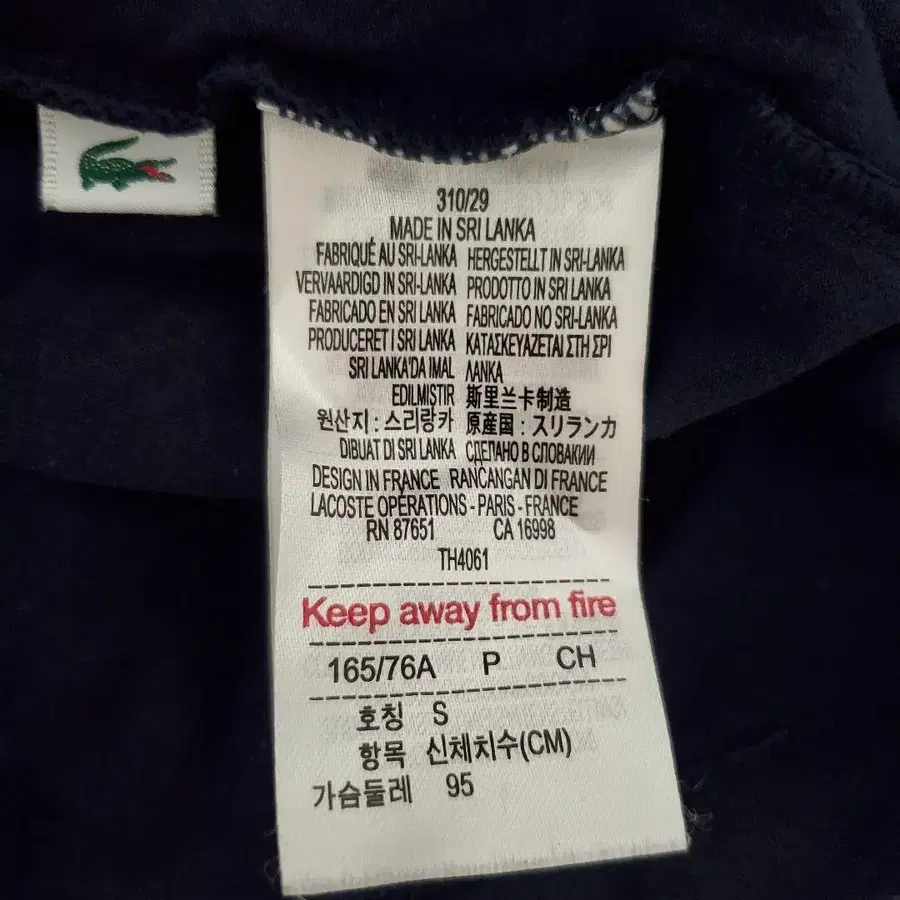 310/29
MADE IN SRI LANKA
FABRIQUÉ AU SRI-LANKA HERGESTELLT IN SRI-LANKA
VERVAARDIGD IN SRI-LANKA PRODOTTO IN SRI LANKA
FABRICADO EN SRI LANKA FABRICADO NO SRI-LANKA
PRODUCERET I SRI LANKA ΚΑΤΑΣΚΕΥΑΖΕΤΑΙ ΣΤΗ ΣΡΙ
SRI LANKA'DA IMAL ΛΑΝΚΑ
EDILMISTIR 斯里兰卡制造
원산지 : 스리랑카 原産国 : スリランカ
DIBUAT DI SRI LANKA СДЕЛАНО В СЛОВАКИИ
DESIGN IN FRANCE RANCANGAN DI FRANCE
LACOSTE OPÉRATIONS - PARIS - FRANCE
RN 87651 CA 16998
TH4061
Keep away from fire
165/76A P CH
호칭 S
항목 신체치수(CM)
가슴둘레 95